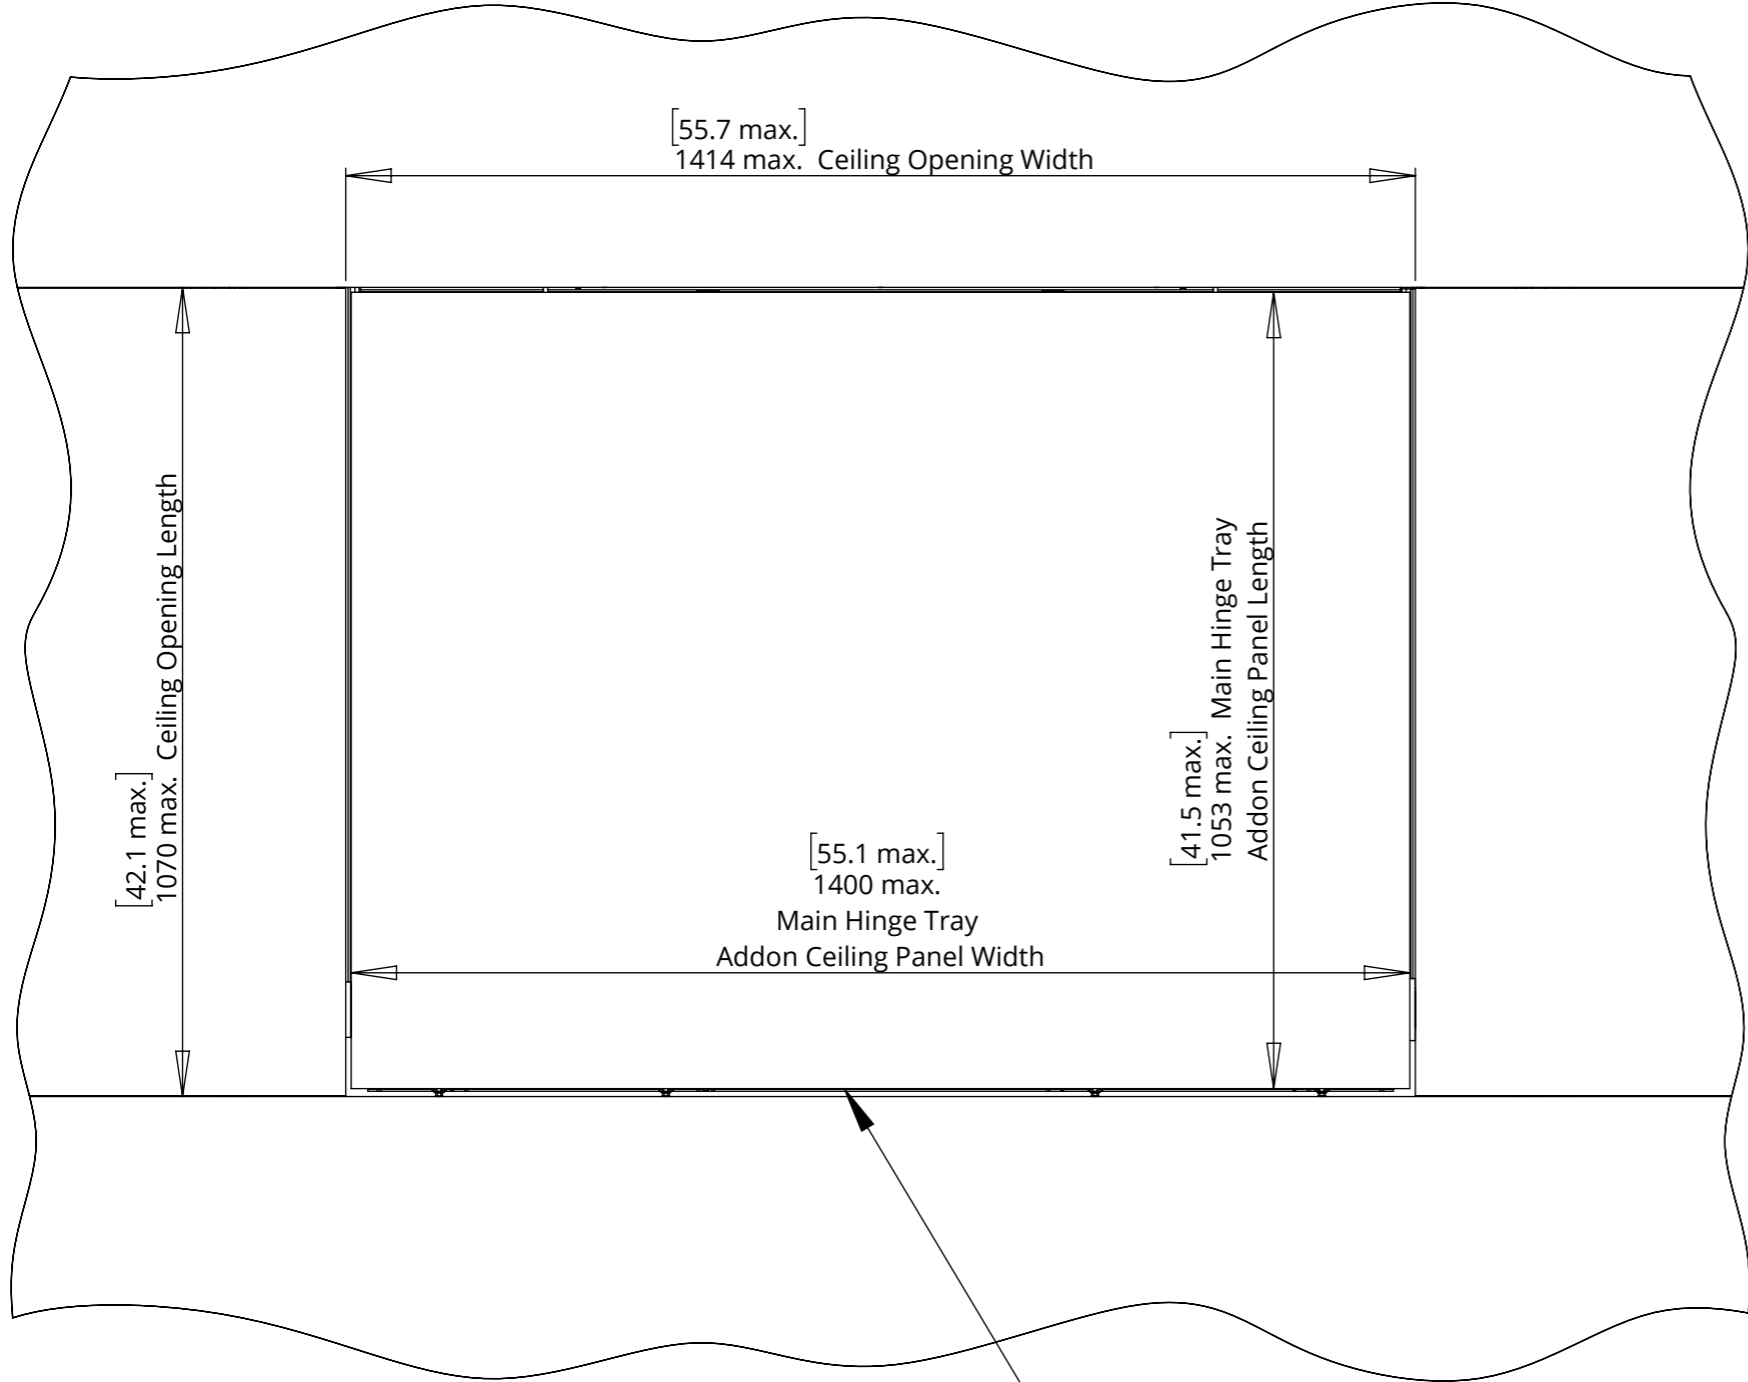 [55.7 max.]
1414 max. Ceiling Opening Width
[42.1 max.]
1070 max. Ceiling Opening Length
[41.5 max.]
1053 max. Main Hinge Tray
Addon Ceiling Panel Length
[55.1 max.]
1400 max.
Main Hinge Tray
Addon Ceiling Panel Width